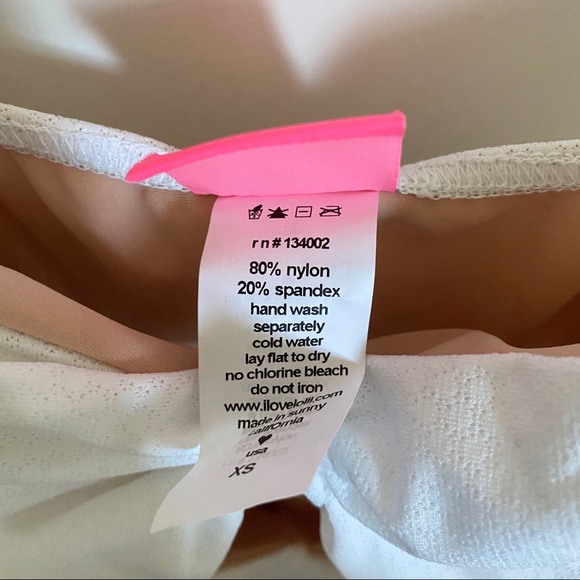 rn#134002
80% nylon
20% spandex
hand wash
separately
cold water
lay flat to dry
no chlorine bleach
do not iron
www.ilovelolli.com
made in sunny
california
usa
XS